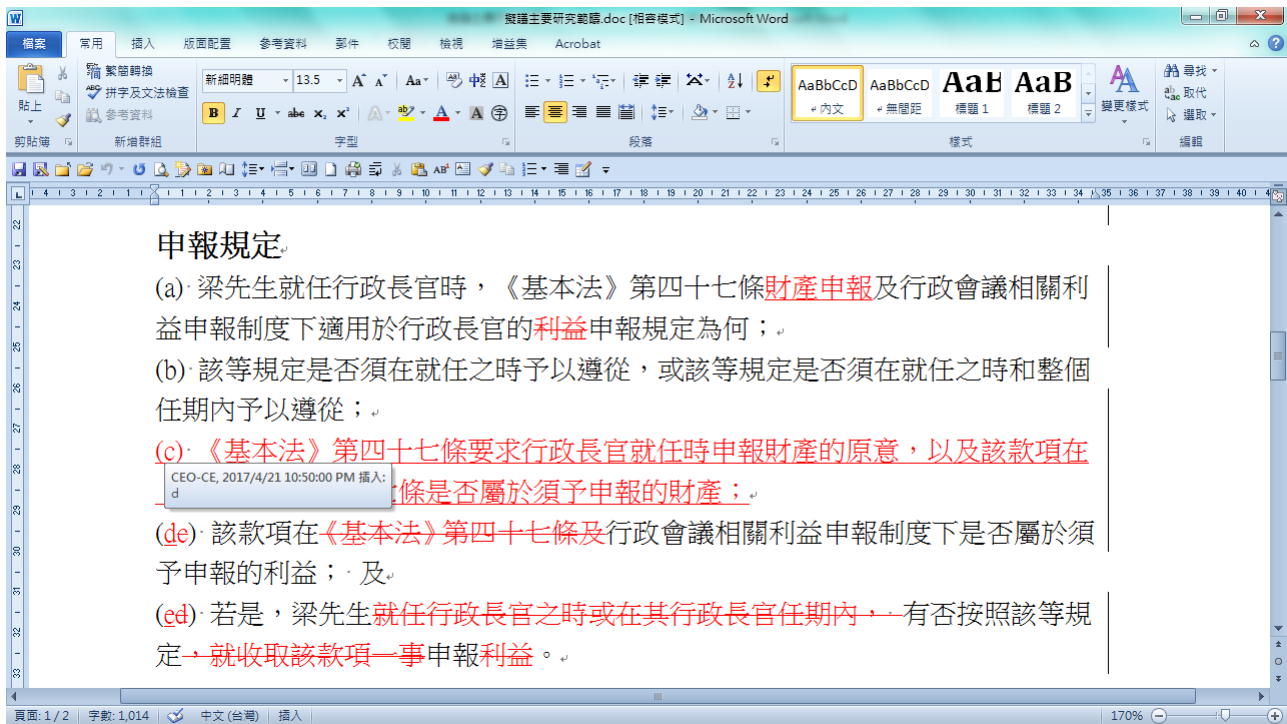 擬議主要研究範疇.doc [相容模式] - Microsoft Word
檔案 常用 插入 版面配置 參考資料 郵件 校閱 檢視 增益集 Acrobat
貼上 繁簡轉換 拼字及文法檢查 參考資料
新細明體 13.5
AaBbCcD 內文 AaBbCcD 無間距 AaB 標題 1 AaB 標題 2 變更樣式
尋找 取代 選取
剪貼簿 新增群組 字型 段落 樣式 編輯
申報規定
(a) 梁先生就任行政長官時，《基本法》第四十七條財產申報及行政會議相關利
益申報制度下適用於行政長官的利益申報規定為何；
(b) 該等規定是否須在就任之時予以遵從，或該等規定是否須在就任之時和整個
任期內予以遵從；
(c) 《基本法》第四十七條要求行政長官就任時申報財產的原意，以及該款項在
CEO-CE, 2017/4/21 10:50:00 PM 插入:
d
條是否屬於須予申報的財產；
(de) 該款項在《基本法》第四十七條及行政會議相關利益申報制度下是否屬於須
予申報的利益； 及
(ed) 若是，梁先生就任行政長官之時或在其行政長官任期內， 有否按照該等規
定，就收取該款項一事申報利益。
頁面: 1 / 2 字數: 1,014 中文 (台灣) 插入 170%